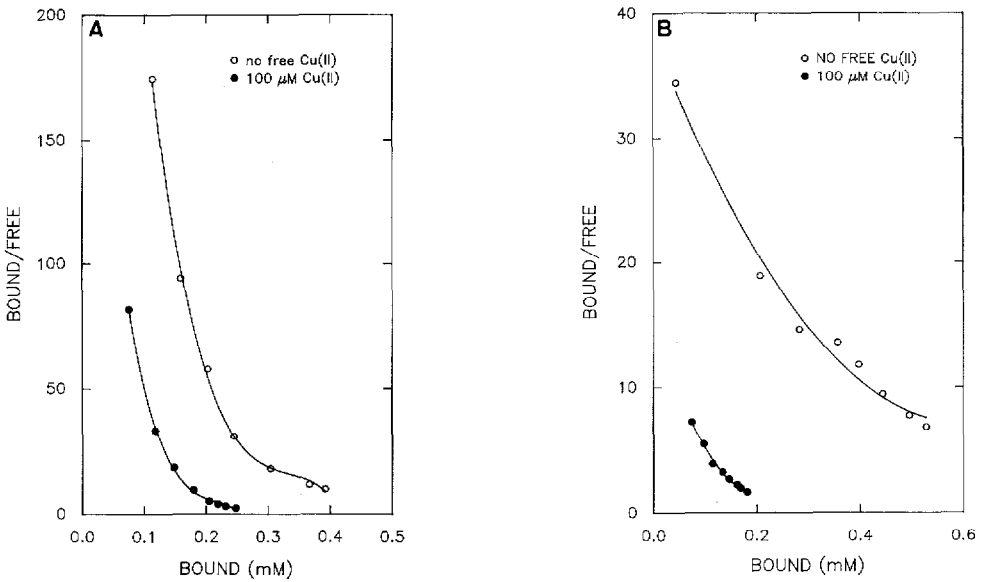 A
no free Cu(II)
100 μM Cu(II)
200
150
100
50
0
0.0 0.1 0.2 0.3 0.4 0.5
BOUND/FREE
BOUND (mM)
B
NO FREE Cu(II)
100 μM Cu(II)
40
30
20
10
0
0.0 0.2 0.4 0.6
BOUND/FREE
BOUND (mM)